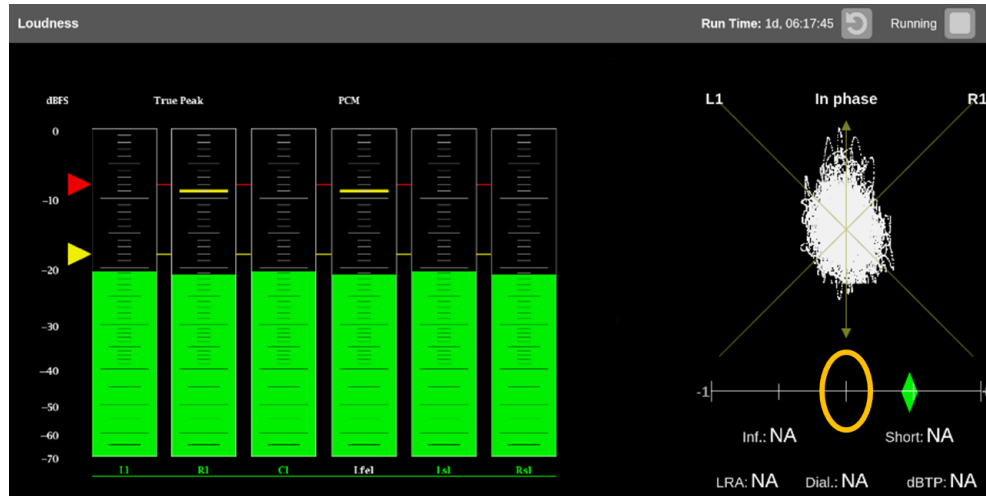 Loudness Run Time: 1d, 06:17:45 Running
dBFS True Peak PCM
0
-10
-20
-30
-40
-50
-60
-70
L1 R1 C1 Lfe1 Ls1 Rs1
L1 In phase R1
-1
Inf.: NA Short: NA
LRA: NA Dial.: NA dBTP: NA